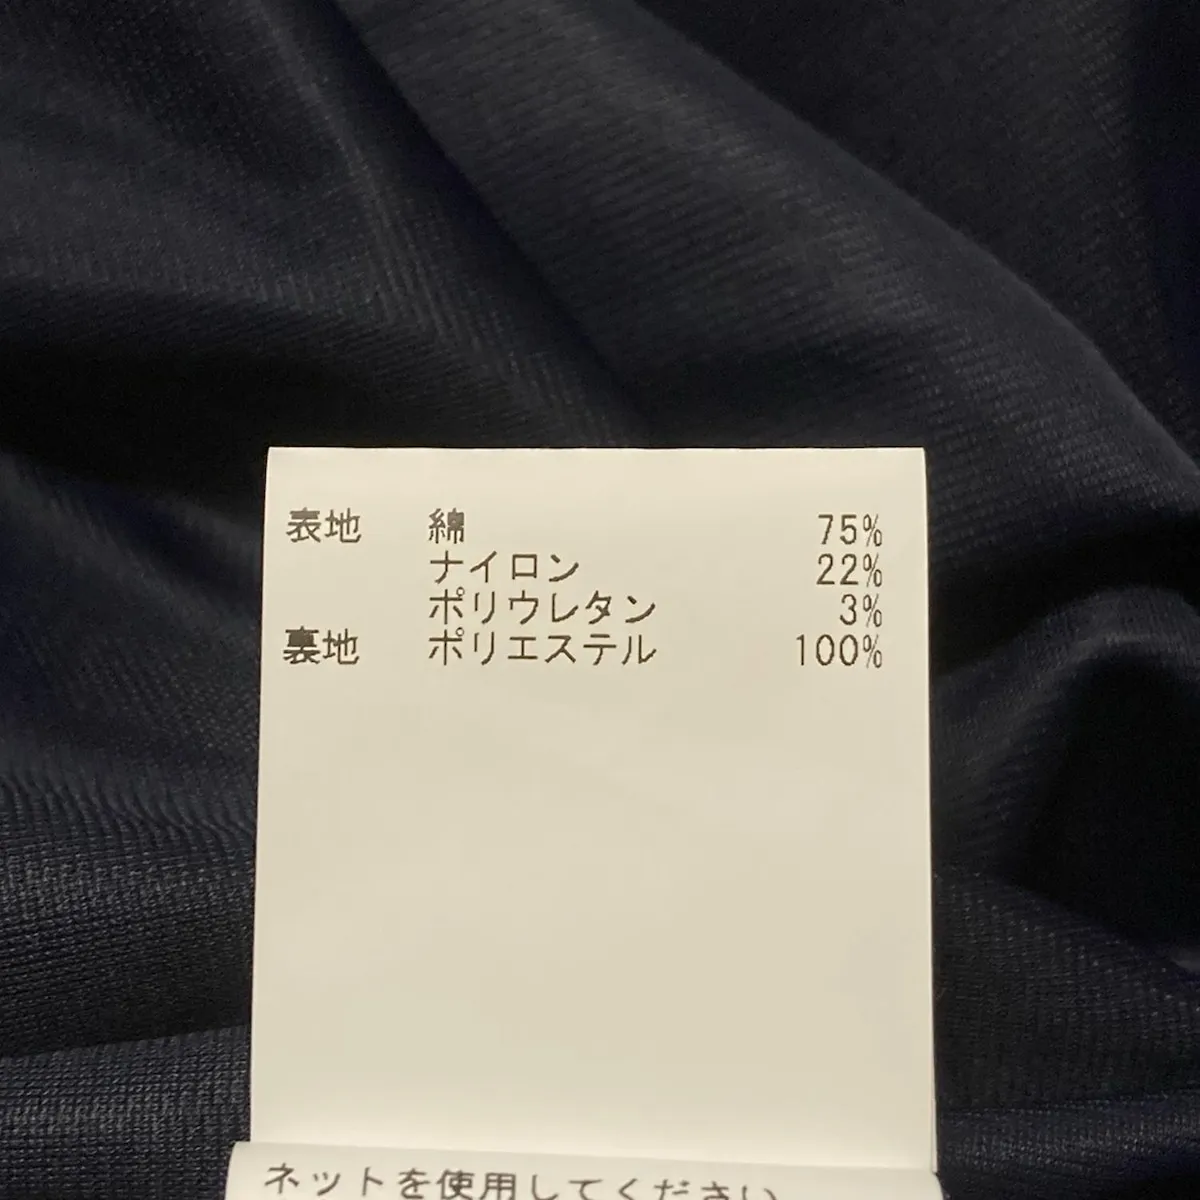 表地 綿 75%
ナイロン 22%
ポリウレタン 3%
裏地 ポリエステル 100%
ネットを使用してください